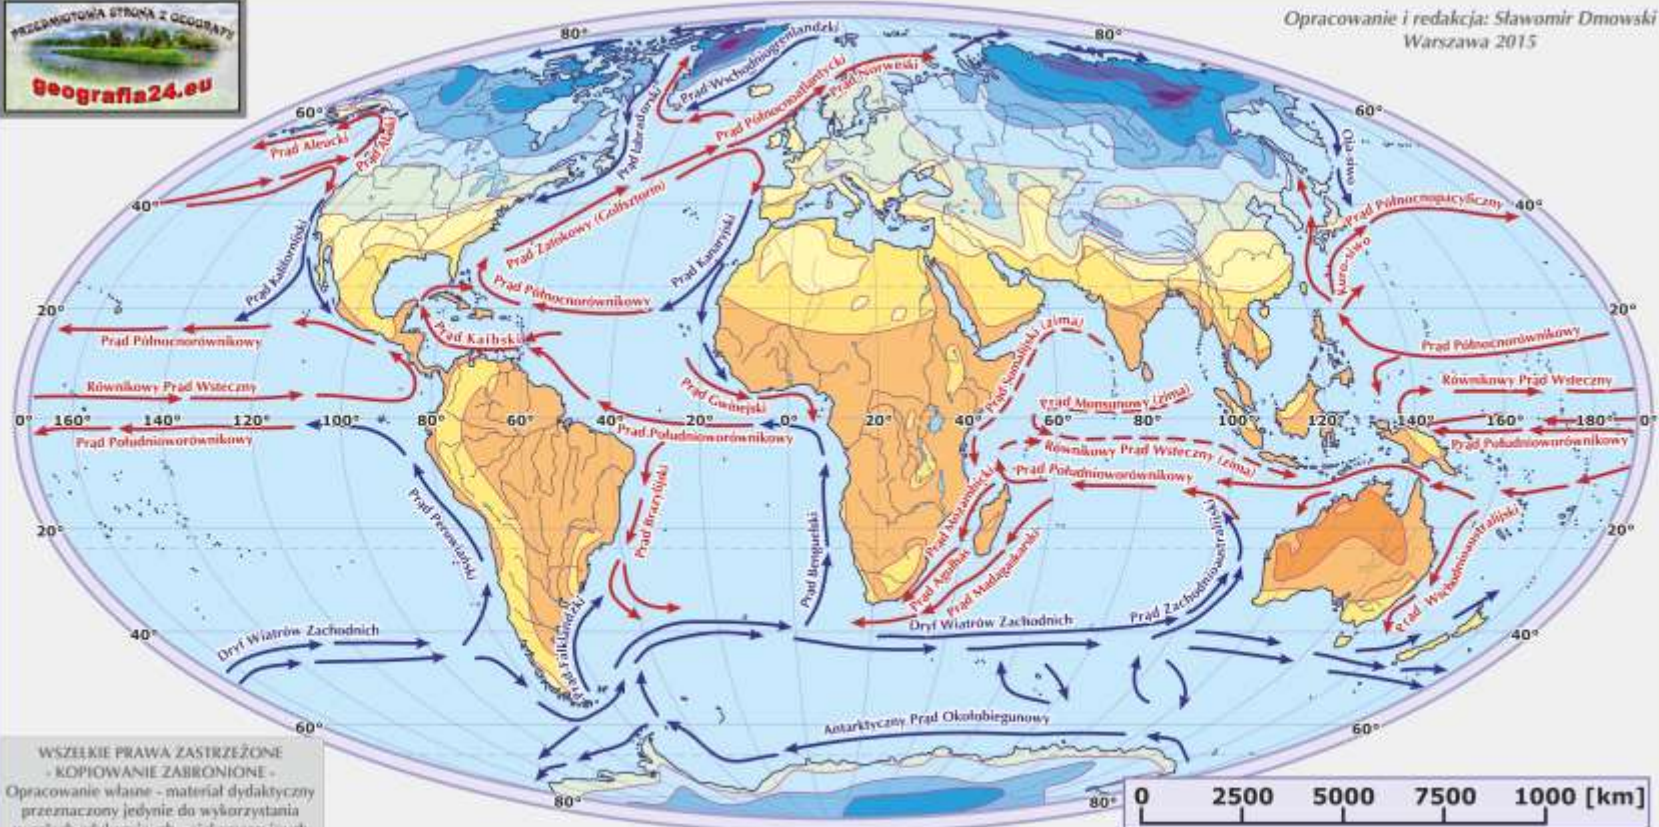 PRZEDMIOTOWA STRONA Z GEOGRAFII
geografia24.eu
Opracowanie i redakcja: Sławomir Dmowski
Warszawa 2015
80°
80°
60°
60°
40°
40°
20°
20°
0°
160°
140°
120°
100°
80°
60°
40°
20°
0°
20°
40°
60°
80°
100°
120°
140°
160°
180°
0°
20°
20°
40°
40°
60°
60°
80°
80°
Prąd Wschodniogrenlandzki
Prąd Norweski
Prąd Północnoatlantycki
Prąd labradorski
Prąd Aleucki
Prąd Alaski
Oja-siwo
Prąd Północnopacyficzny
Kuro-siwo
Prąd Zatokowy (Golfsztorm)
Prąd Kanaryjski
Prąd Kalifornijski
Prąd Północnorównikowy
Prąd Północnorównikowy
Prąd Kaibski
Prąd Somalijski (zima)
Prąd Północnorównikowy
Równikowy Prąd Wsteczny
Prąd Gwinejski
Prąd Monsunowy (zima)
Równikowy Prąd Wsteczny
Prąd Południoworównikowy
Prąd Południoworównikowy
Równikowy Prąd Wsteczny (zima)
Prąd Południoworównikowy
Prąd Południoworównikowy
Prąd Peruwiański
Prąd Brazylijski
Prąd Benguelski
Prąd Mozambicki
Prąd Agulhas
Prąd Madagaskarski
Prąd Zachodnioaustralijski
Prąd Wschodnioaustralijski
Dryf Wiatrów Zachodnich
Prąd Falklandzki
Dryf Wiatrów Zachodnich
Antarktyczny Prąd Okołobiegunowy
WSZELKIE PRAWA ZASTRZEŻONE
- KOPIOWANIE ZABRONIONE -
Opracowanie własne - materiał dydaktyczny
przeznaczony jedynie do wykorzystania
0 2500 5000 7500 1000 [km]